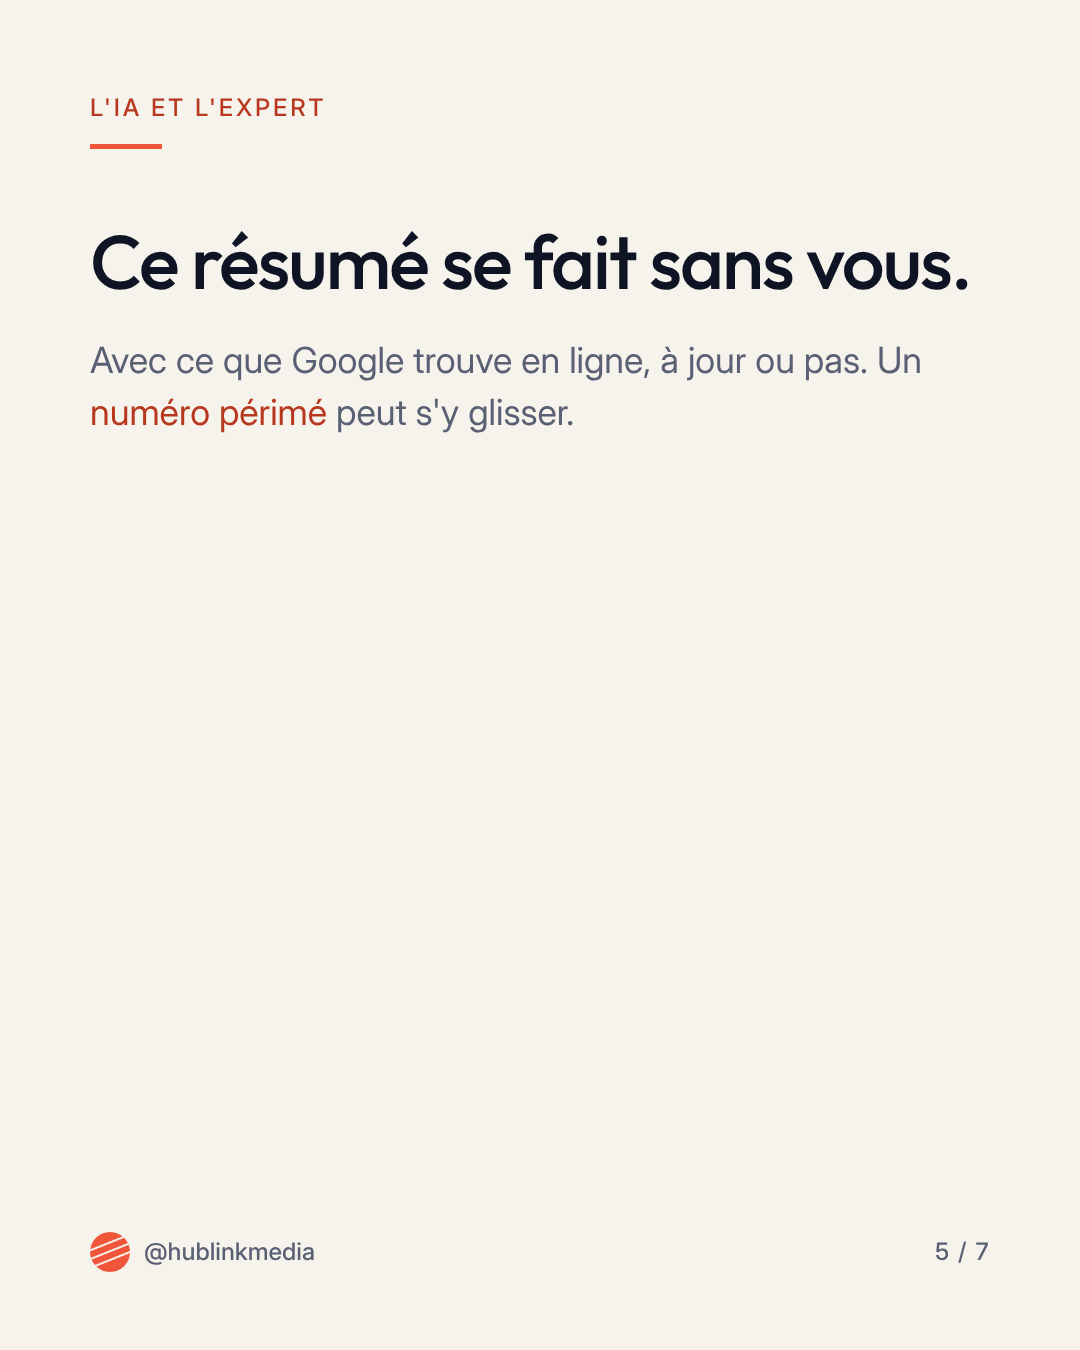 L'IA ET L'EXPERT
Ce résumé se fait sans vous.
Avec ce que Google trouve en ligne, à jour ou pas. Un
numéro périmé peut s'y glisser.
@hublinkmedia
5 / 7